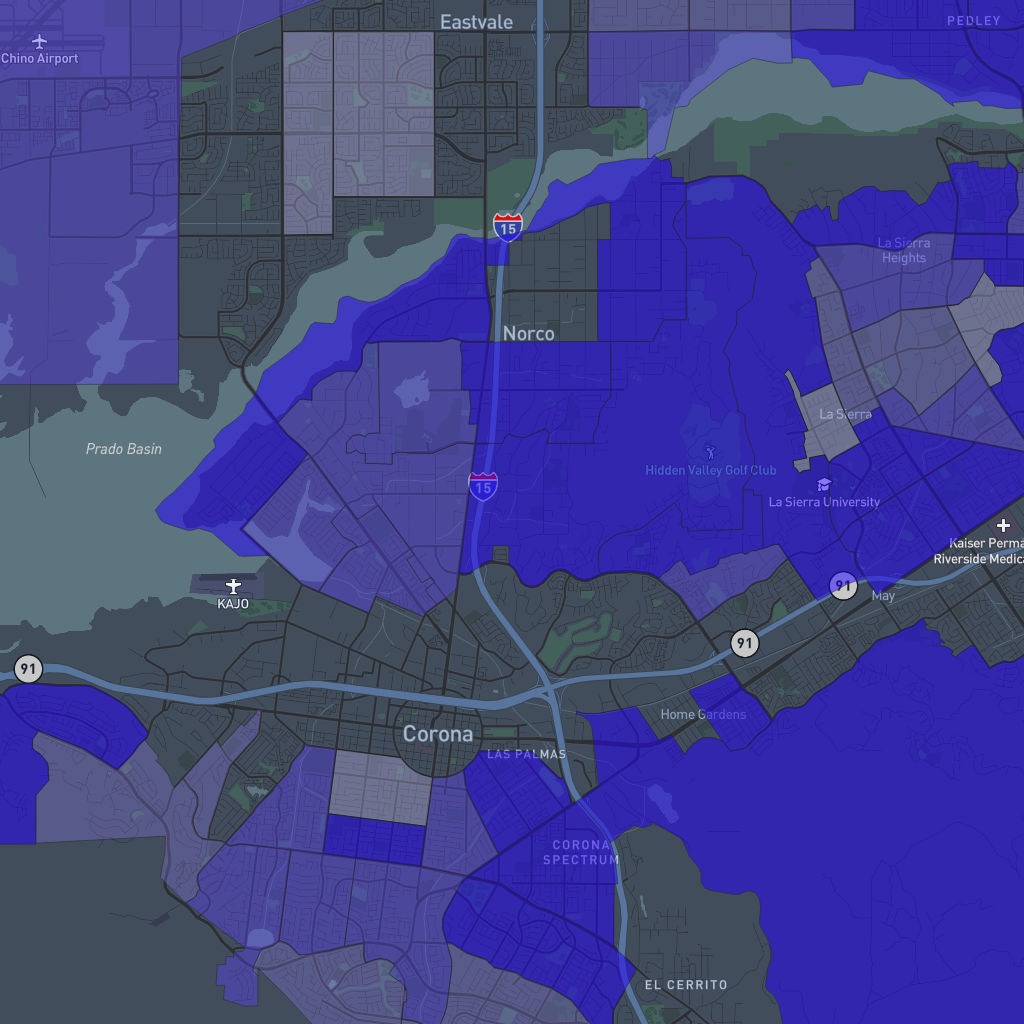 Eastvale
PEDLEY
Chino Airport
15
La Sierra
Heights
Norco
La Sierra
Prado Basin
Hidden Valley Golf Club
15
La Sierra University
Kaiser Perma
Riverside Medica
91
May
KAJO
91
91
Home Gardens
Corona
LAS PALMAS
CORONA
SPECTRUM
EL CERRITO